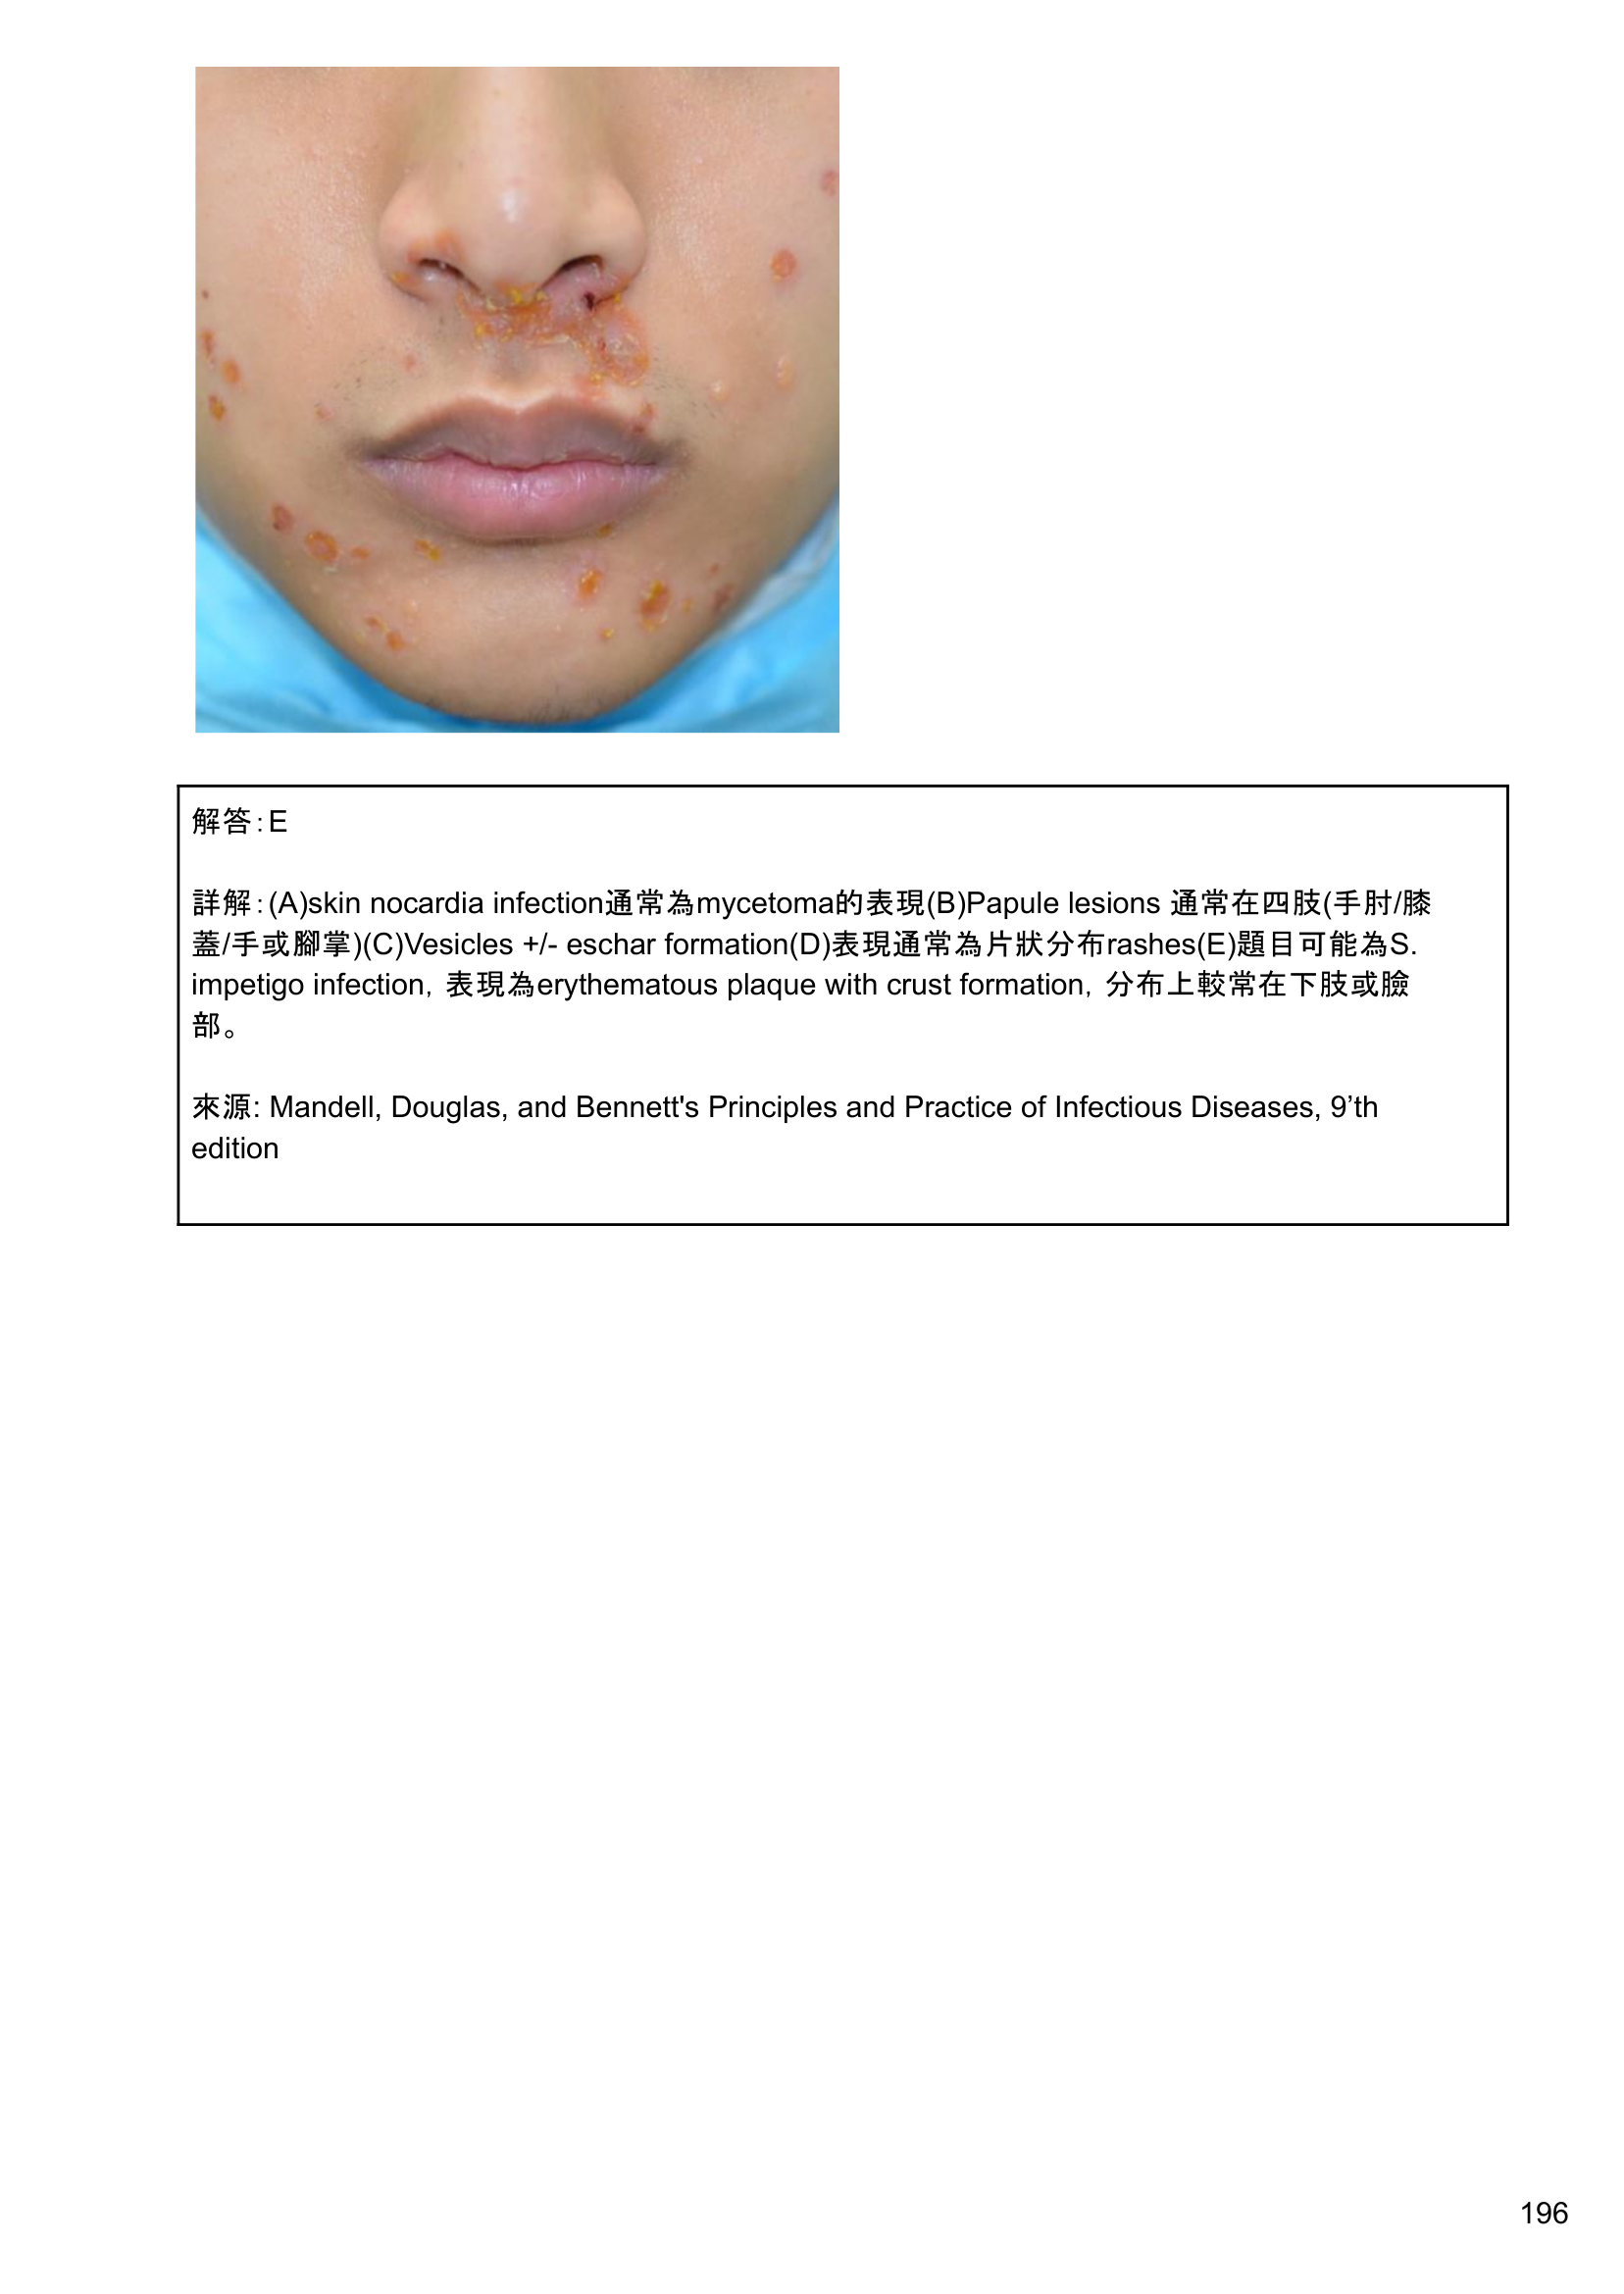 解答：E
詳解：(A)skin nocardia infection通常為mycetoma的表現(B)Papule lesions 通常在四肢(手肘/膝
蓋/手或腳掌)(C)Vesicles +/- eschar formation(D)表現通常為片狀分布rashes(E)題目可能為S.
impetigo infection，表現為erythematous plaque with crust formation，分布上較常在下肢或臉
部。
來源: Mandell, Douglas, and Bennett's Principles and Practice of Infectious Diseases, 9’th
edition
196